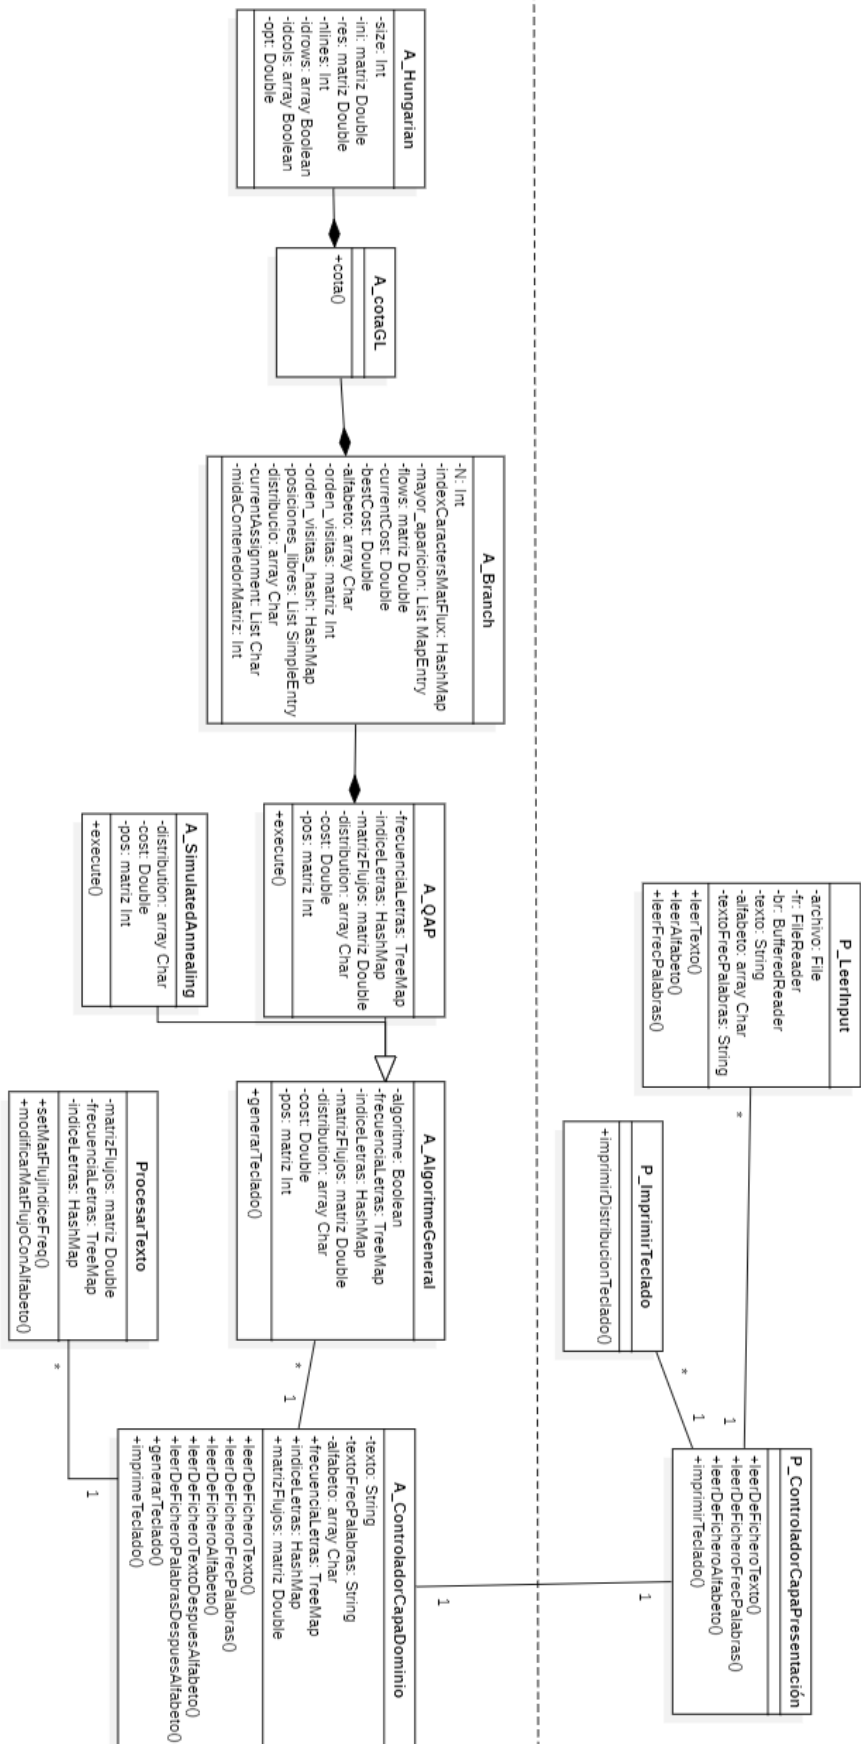 P_LeerInput
-archivo: File
-fr: FileReader
-br: BufferedReader
-texto: String
-alfabeto: array Char
-textoFrecPalabras: String
+leerTexto()
+leerAlfabeto()
+leerFrecPalabras()
*
1
P_ImprimirTeclado
+imprimirDistribucionTeclado()
*
1
P_ControladorCapaPresentación
+leerDeFicheroTexto()
+leerDeFicheroFrecPalabras()
+leerDeFicheroAlfabeto()
+imprimirTeclado()
1
1
A_Hungarian
-size: Int
-ini: matriz Double
-res: matriz Double
-nlines: Int
-idrows: array Boolean
-idcols: array Boolean
-opt: Double
A_cotaGL
+cota()
A_Branch
-N: Int
-indexCaractersMatFlux: HashMap
-mayor_aparicion: List MapEntry
-flows: matriz Double
-currentCost: Double
-bestCost: Double
-alfabeto: array Char
-orden_visitas: matriz Int
-orden_visitas_hash: HashMap
-posiciones_libres: List SimpleEntry
-distribucio: array Char
-currentAssignment: List Char
-midaContenedorMatriz: Int
A_QAP
-frecuenciaLetras: TreeMap
-indiceLetras: HashMap
-matrizFlujos: matriz Double
-distribution: array Char
-cost: Double
-pos: matriz Int
+execute()
A_SimulatedAnnealing
-distribution: array Char
-cost: Double
-pos: matriz Int
+execute()
A_AlgoritmeGeneral
-algoritme: Boolean
-frecuenciaLetras: TreeMap
-indiceLetras: HashMap
-matrizFlujos: matriz Double
-distribution: array Char
-cost: Double
-pos: matriz Int
+generarTeclado()
*
1
ProcesarTexto
-matrizFlujos: matriz Double
-frecuenciaLetras: TreeMap
-indiceLetras: HashMap
+setMatFlujIndiceFreq()
+modificarMatFlujoConAlfabeto()
*
1
A_ControladorCapaDominio
-texto: String
-textoFrecPalabras: String
-alfabeto: array Char
+frecuenciaLetras: TreeMap
+indiceLetras: HashMap
+matrizFlujos: matriz Double
+leerDeFicheroTexto()
+leerDeFicheroFrecPalabras()
+leerDeFicheroAlfabeto()
+leerDeFicheroTextoDespuesAlfabeto()
+leerDeFicheroPalabrasDespuesAlfabeto()
+generarTeclado()
+imprimeTeclado()